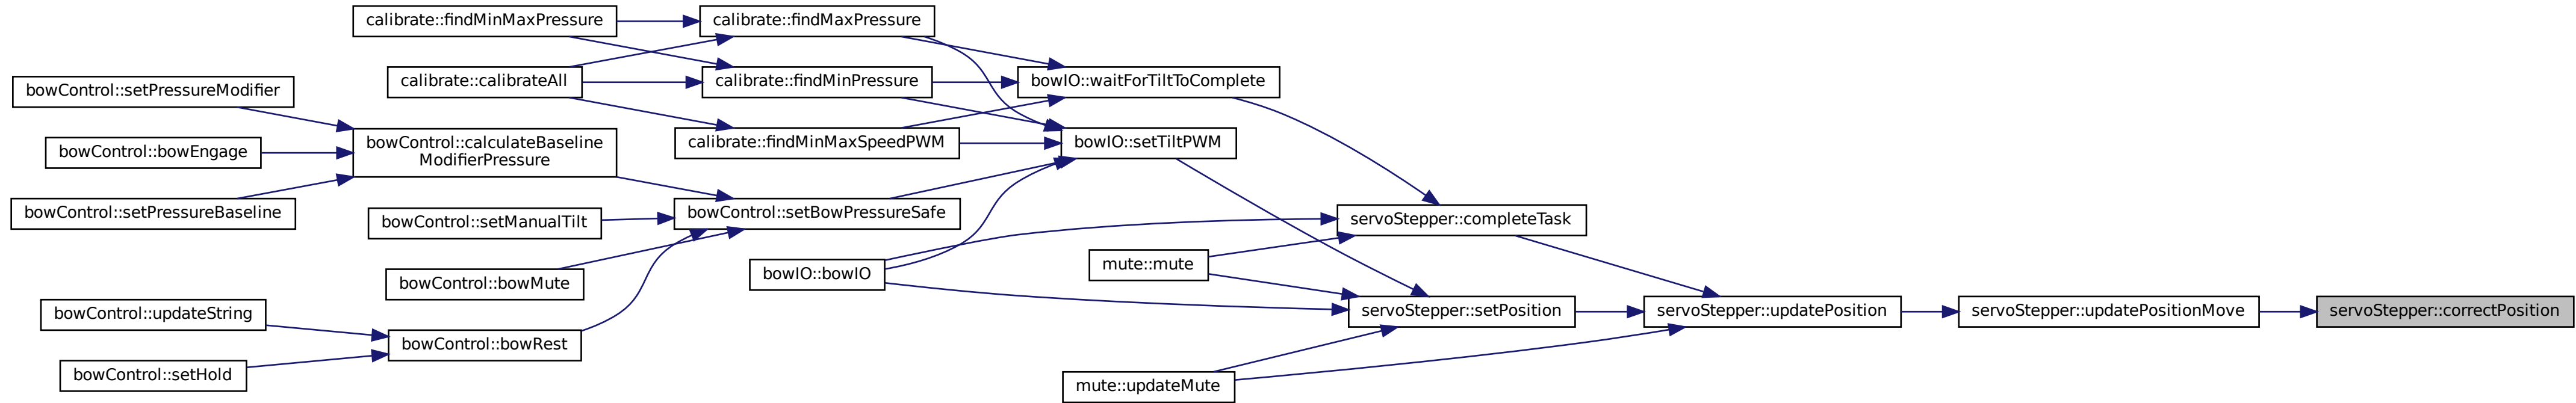 calibrate::findMinMaxPressure
calibrate::findMaxPressure
calibrate::calibrateAll
calibrate::findMinPressure
bowIO::waitForTiltToComplete
bowControl::setPressureModifier
bowControl::calculateBaseline
ModifierPressure
calibrate::findMinMaxSpeedPWM
bowIO::setTiltPWM
bowControl::bowEngage
bowControl::setPressureBaseline
bowControl::setManualTilt
bowControl::setBowPressureSafe
servoStepper::completeTask
bowControl::bowMute
bowIO::bowIO
mute::mute
bowControl::updateString
bowControl::bowRest
servoStepper::setPosition
servoStepper::updatePosition
servoStepper::updatePositionMove
servoStepper::correctPosition
bowControl::setHold
mute::updateMute